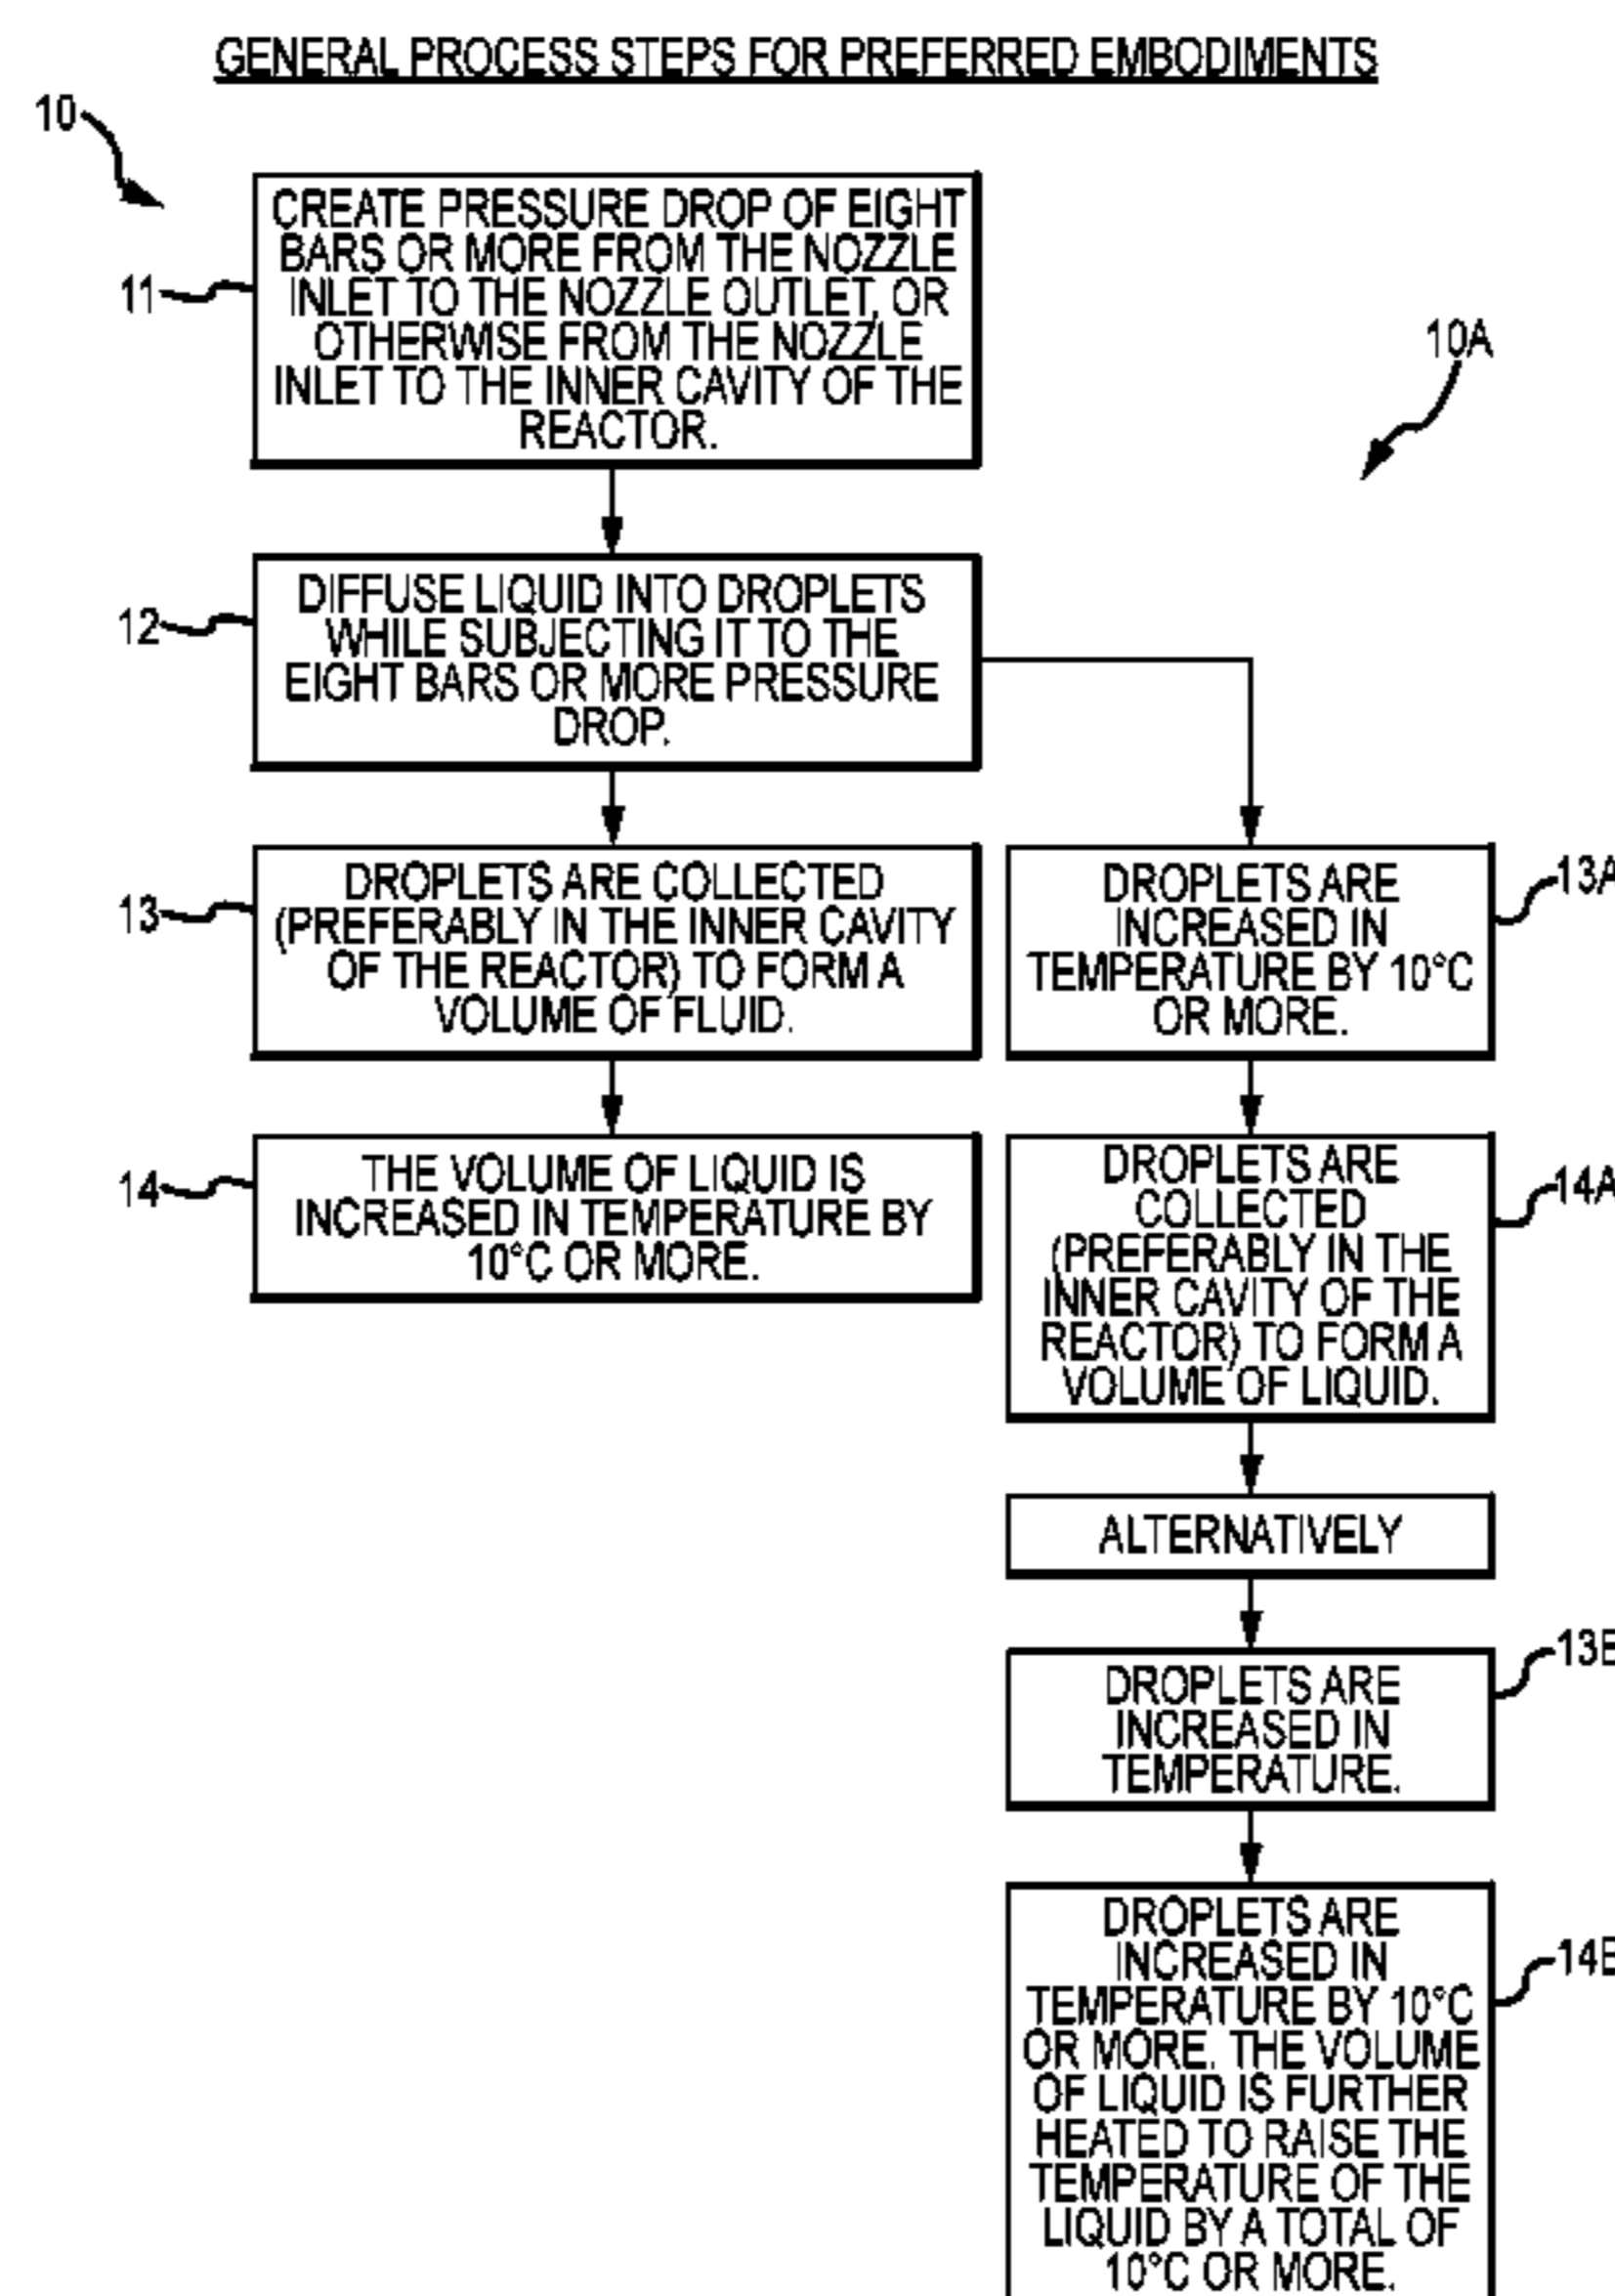 GENERAL PROCESS STEPS FOR PREFERRED EMBODIMENTS
10
CREATE PRESSURE DROP OF EIGHT
BARS OR MORE FROM THE NOZZLE
INLET TO THE NOZZLE OUTLET, OR
OTHERWISE FROM THE NOZZLE
INLET TO THE INNER CAVITY OF THE
REACTOR.
11
10A
DIFFUSE LIQUID INTO DROPLETS
WHILE SUBJECTING IT TO THE
EIGHT BARS OR MORE PRESSURE
DROP.
12
DROPLETS ARE COLLECTED
(PREFERABLY IN THE INNER CAVITY
OF THE REACTOR) TO FORM A
VOLUME OF FLUID.
13
THE VOLUME OF LIQUID IS
INCREASED IN TEMPERATURE BY
10°C OR MORE.
14
DROPLETS ARE
INCREASED IN
TEMPERATURE BY 10°C
OR MORE.
13A
DROPLETS ARE
COLLECTED
(PREFERABLY IN THE
INNER CAVITY OF THE
REACTOR) TO FORM A
VOLUME OF LIQUID.
14A
ALTERNATIVELY
DROPLETS ARE
INCREASED IN
TEMPERATURE.
13B
DROPLETS ARE
INCREASED IN
TEMPERATURE BY 10°C
OR MORE. THE VOLUME
OF LIQUID IS FURTHER
HEATED TO RAISE THE
TEMPERATURE OF THE
LIQUID BY A TOTAL OF
10°C OR MORE.
14B